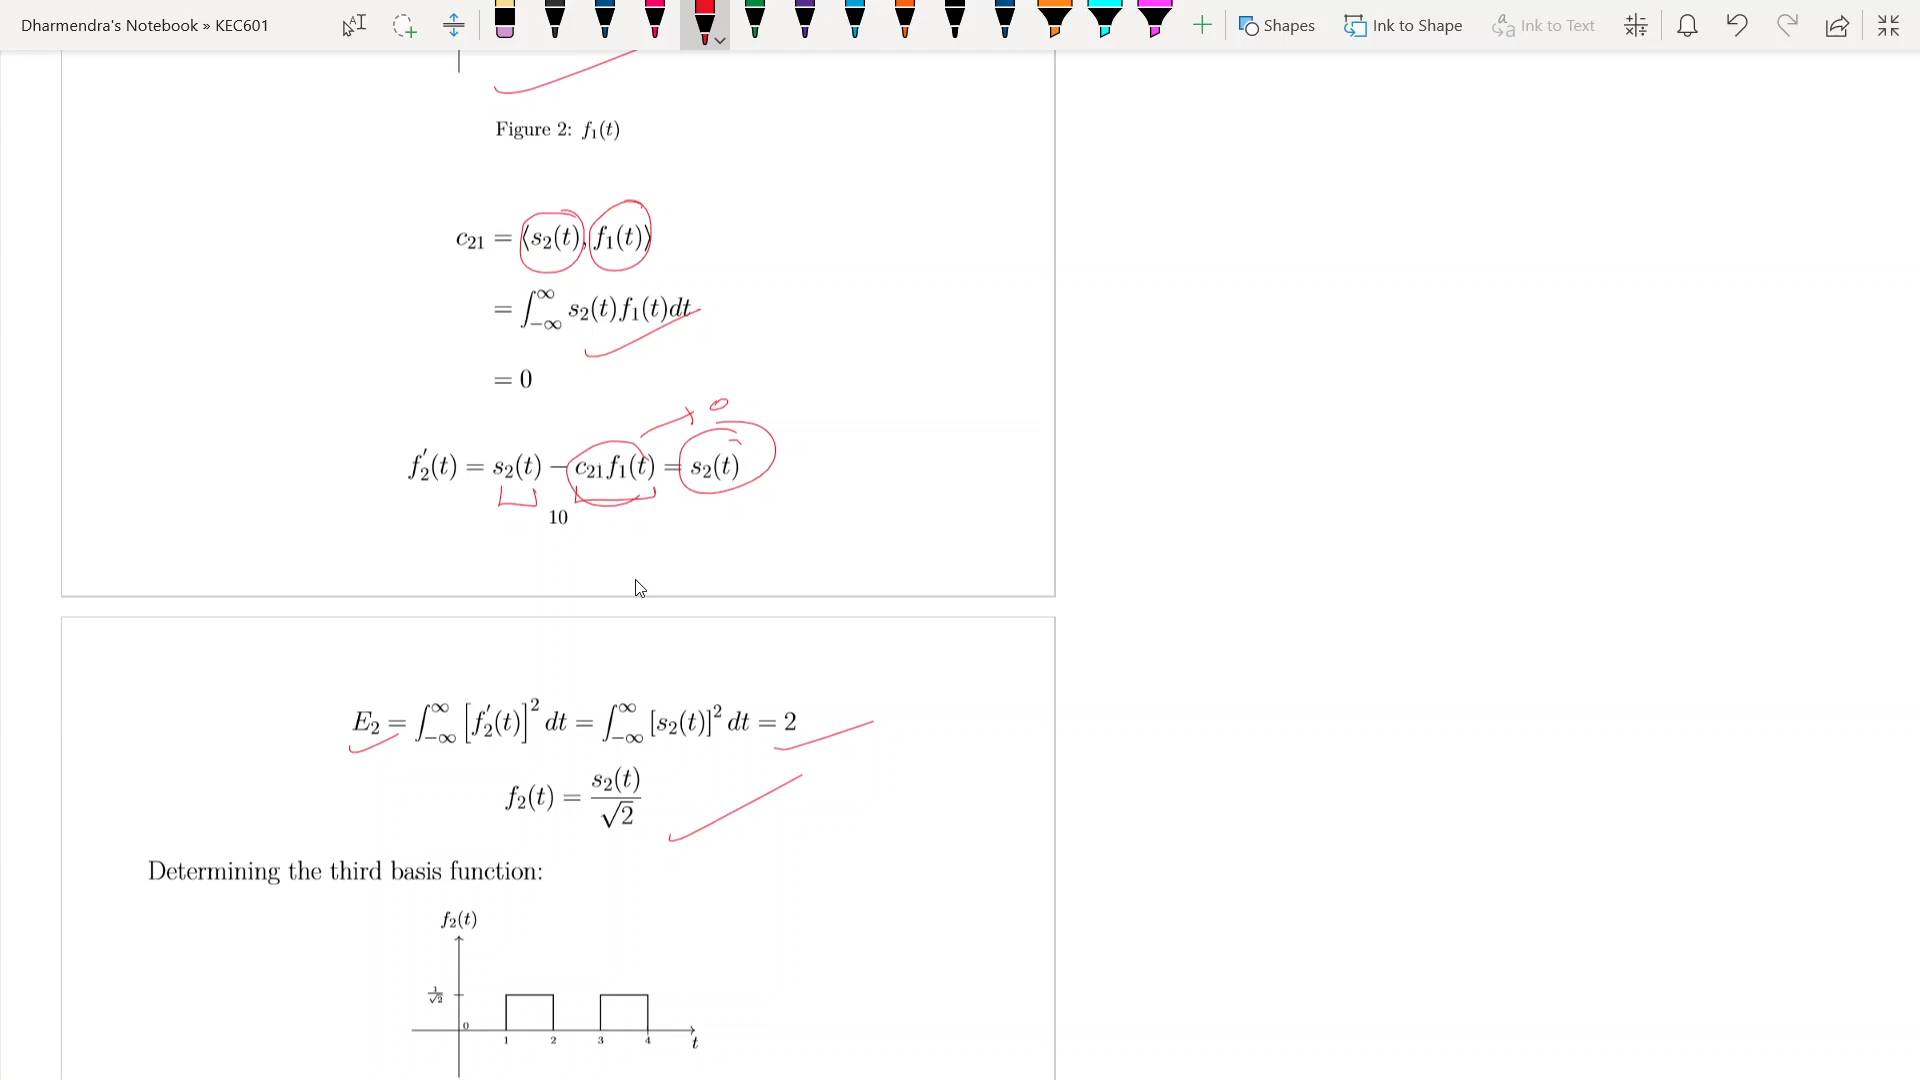 Dharmendra's Notebook » KEC601
Shapes
Ink to Shape
Ink to Text
Figure 2: f₁(t)
c₂₁ = ⟨s₂(t), f₁(t)⟩
= ∫_{-∞}^{∞} s₂(t)f₁(t)dt
= 0
0
f₂′(t) = s₂(t) − c₂₁f₁(t) = s₂(t)
10
E₂ = ∫_{-∞}^{∞} [f₂′(t)]² dt = ∫_{-∞}^{∞} [s₂(t)]² dt = 2
f₂(t) = s₂(t)/√2
Determining the third basis function:
f₂(t)
1/√2
0
1 2 3 4 t